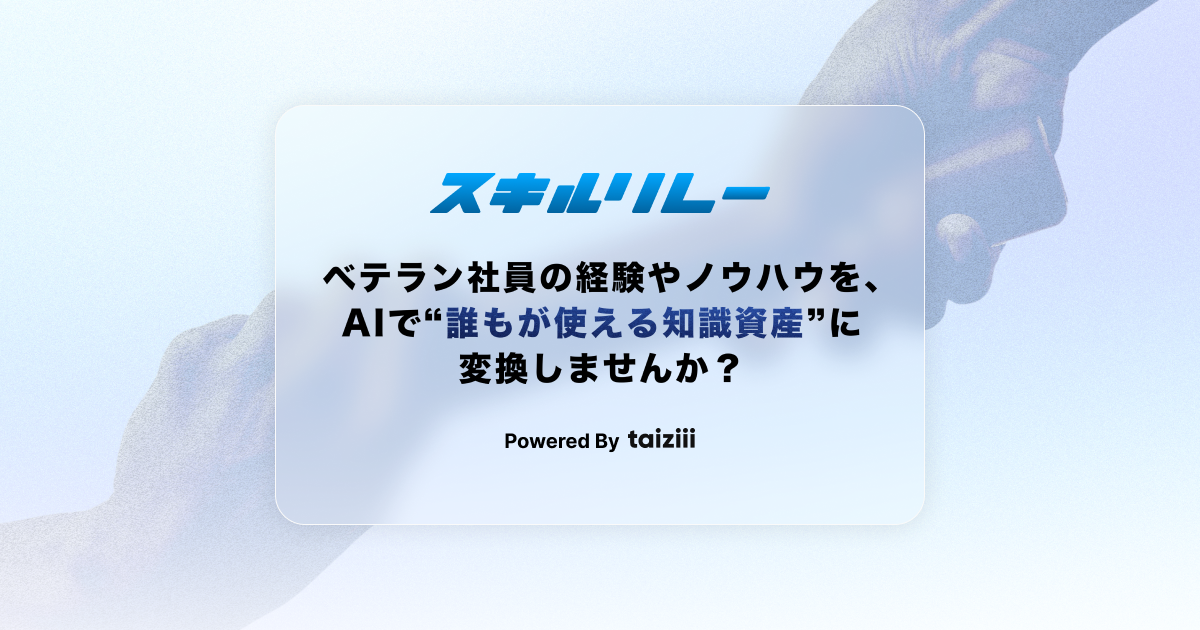 スキルリレー
ベテラン社員の経験やノウハウを、
AIで“誰もが使える知識資産”に
変換しませんか？
Powered By taiziii